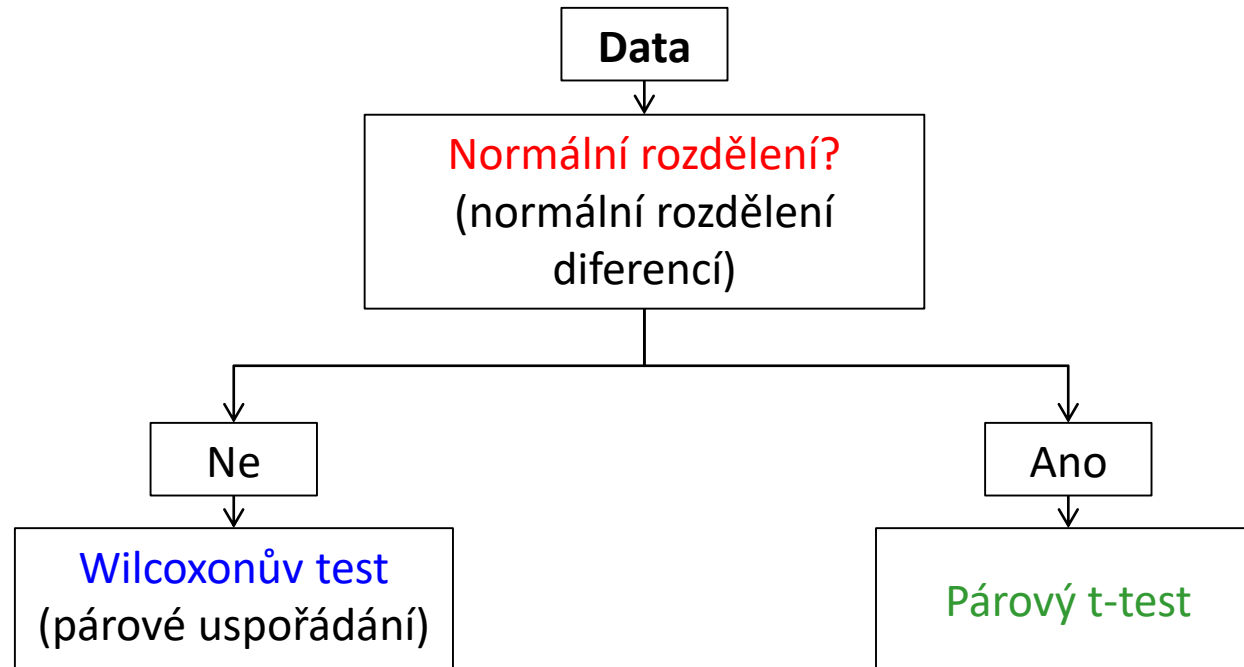 Data
Normální rozdělení?
(normální rozdělení
diferencí)
Ne
Ano
Wilcoxonův test
(párové uspořádání)
Párový t-test